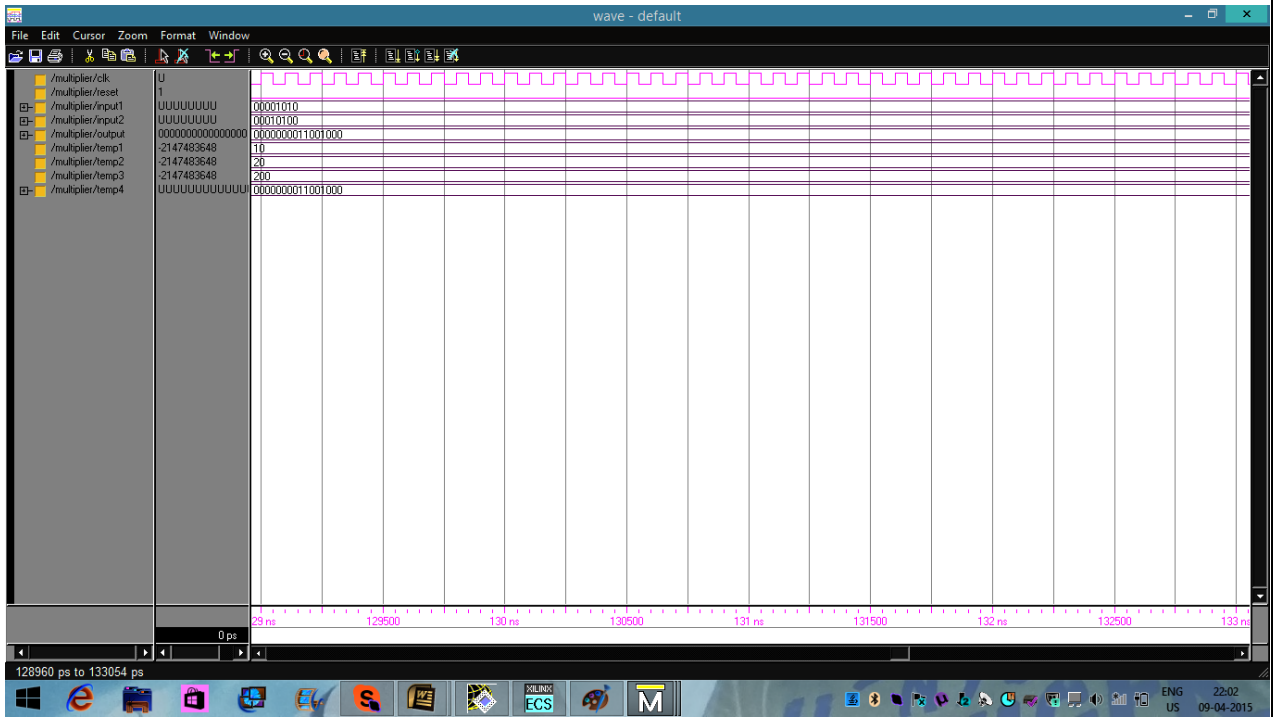 wave - default
File Edit Cursor Zoom Format Window
/multiplier/clk U
/multiplier/reset 1
/multiplier/input1 UUUUUUUU 00001010
/multiplier/input2 UUUUUUUU 00010100
/multiplier/output 0000000000000000 0000000011001000
/multiplier/temp1 -2147483648 10
/multiplier/temp2 -2147483648 20
/multiplier/temp3 -2147483648 200
/multiplier/temp4 UUUUUUUUUUUUU 0000000011001000
29 ns 129500 130 ns 130500 131 ns 131500 132 ns 132500 133 ns
0 ps
128960 ps to 133054 ps
XILINX
ECS
M
ENG 22:02
US 09-04-2015